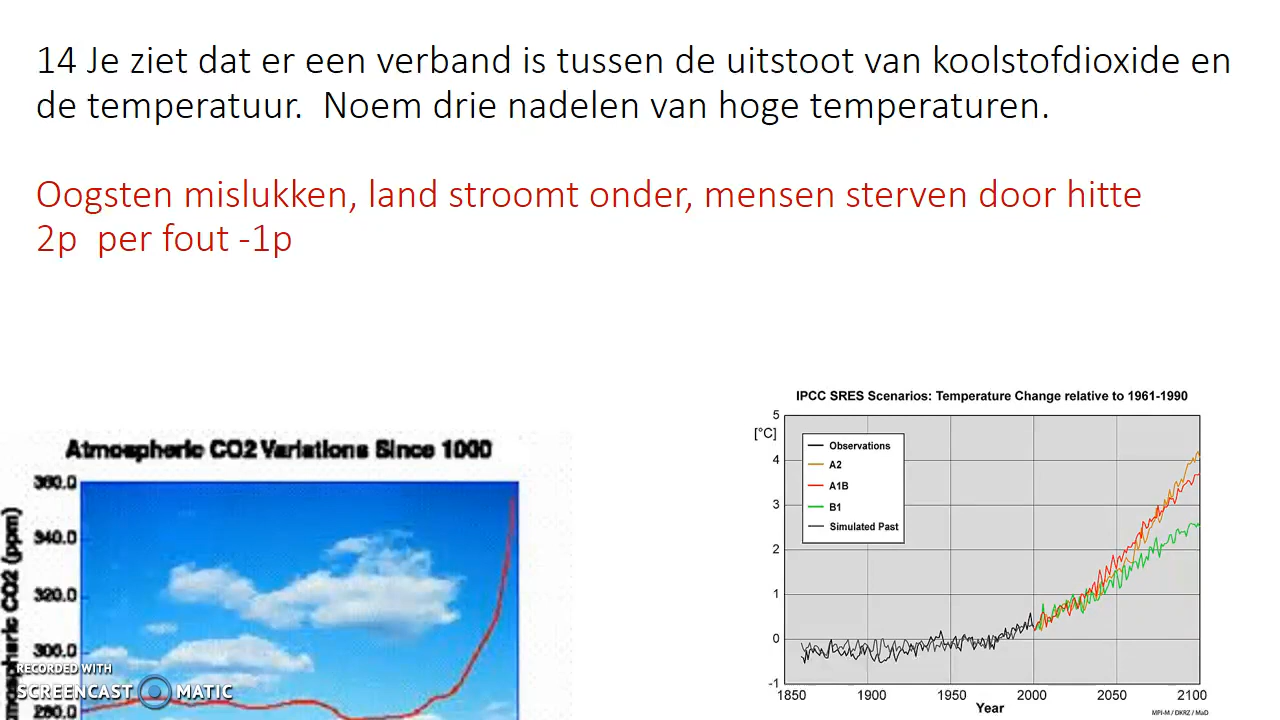 14 Je ziet dat er een verband is tussen de uitstoot van koolstofdioxide en
de temperatuur. Noem drie nadelen van hoge temperaturen.
Oogsten mislukken, land stroomt onder, mensen sterven door hitte
2p per fout -1p
Atmospheric CO2 Variations Since 1000
360.0
340.0
320.0
300.0
280.0
CO2 (ppm)
RECORDED WITH
SCREENCAST MATIC
IPCC SRES Scenarios: Temperature Change relative to 1961-1990
[°C]
5
4
3
2
1
0
-1
Observations
A2
A1B
B1
Simulated Past
1850 1900 1950 2000 2050 2100
Year
MPI-M / DKRZ / MaD